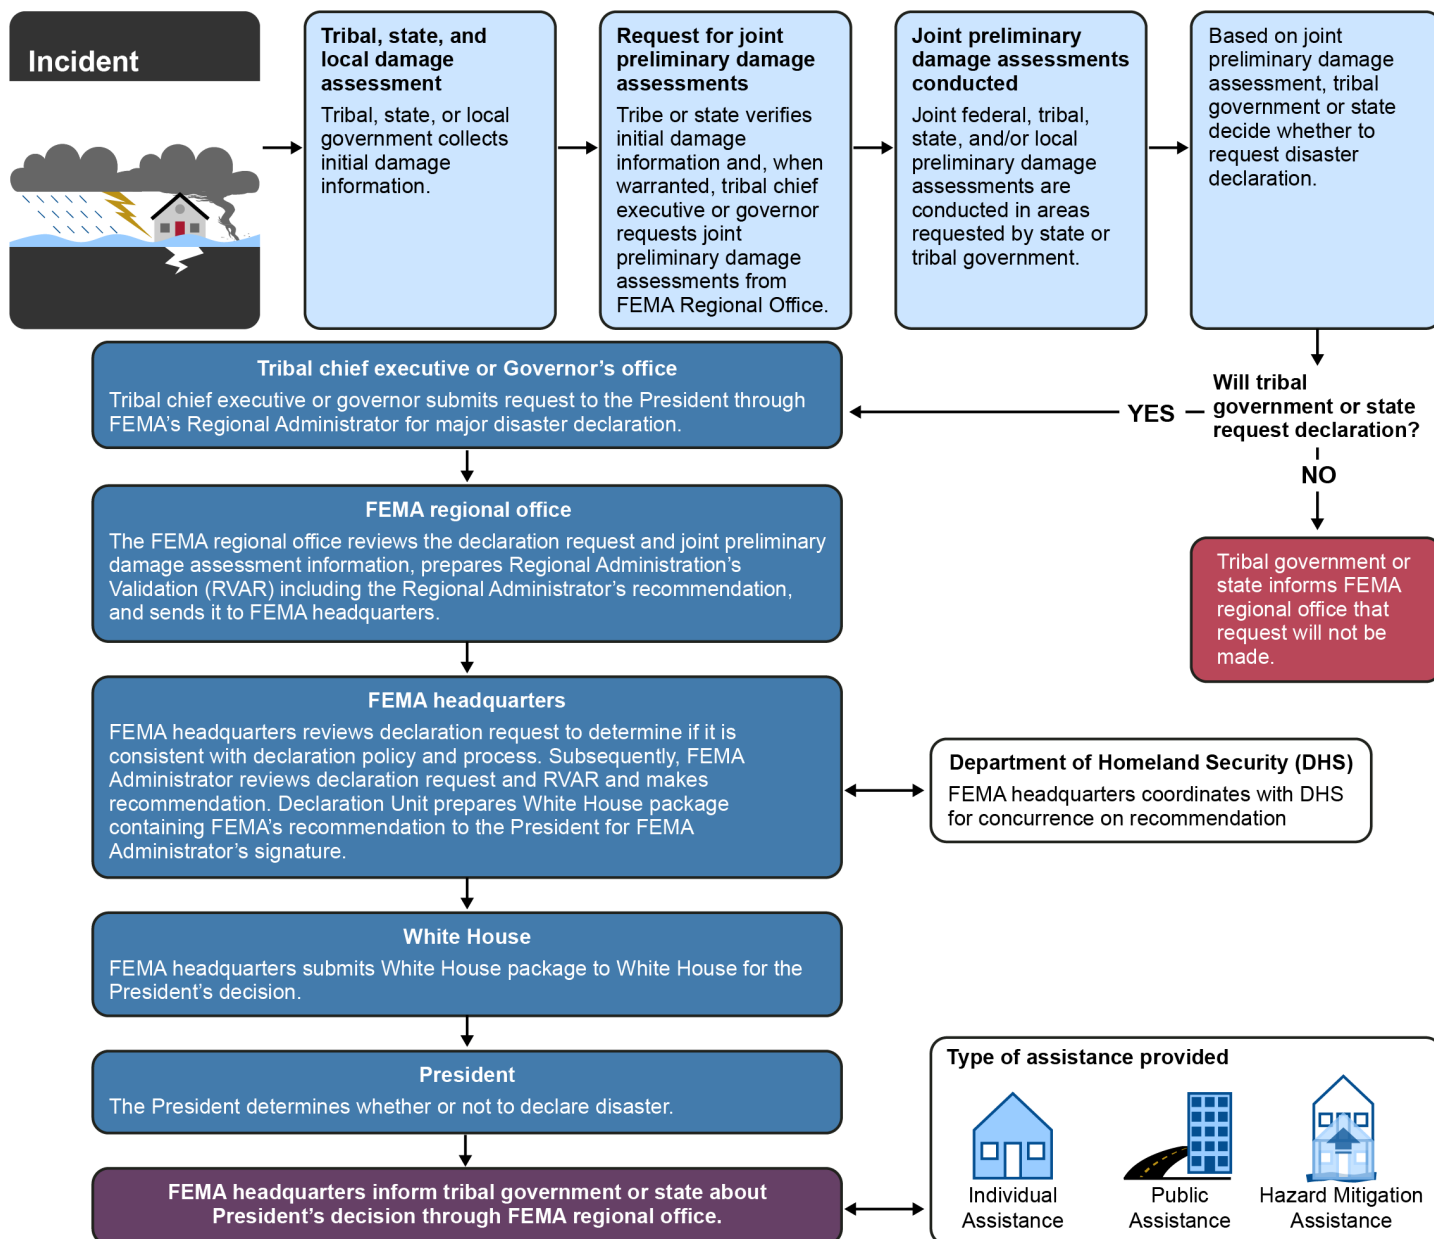 Incident
Tribal, state, and
local damage
assessment
Tribal, state, or local
government collects
initial damage
information.
Request for joint
preliminary damage
assessments
Tribe or state verifies
initial damage
information and, when
warranted, tribal chief
executive or governor
requests joint
preliminary damage
assessments from
FEMA Regional Office.
Joint preliminary
damage assessments
conducted
Joint federal, tribal,
state, and/or local
preliminary damage
assessments are
conducted in areas
requested by state or
tribal government.
Based on joint
preliminary damage
assessment, tribal
government or state
decide whether to
request disaster
declaration.
Will tribal
government or state
request declaration?
YES
NO
Tribal government or
state informs FEMA
regional office that
request will not be
made.
Tribal chief executive or Governor’s office
Tribal chief executive or governor submits request to the President through
FEMA’s Regional Administrator for major disaster declaration.
FEMA regional office
The FEMA regional office reviews the declaration request and joint preliminary
damage assessment information, prepares Regional Administration’s
Validation (RVAR) including the Regional Administrator’s recommendation,
and sends it to FEMA headquarters.
FEMA headquarters
FEMA headquarters reviews declaration request to determine if it is
consistent with declaration policy and process. Subsequently, FEMA
Administrator reviews declaration request and RVAR and makes
recommendation. Declaration Unit prepares White House package
containing FEMA’s recommendation to the President for FEMA
Administrator’s signature.
Department of Homeland Security (DHS)
FEMA headquarters coordinates with DHS
for concurrence on recommendation
White House
FEMA headquarters submits White House package to White House for the
President’s decision.
President
The President determines whether or not to declare disaster.
FEMA headquarters inform tribal government or state about
President’s decision through FEMA regional office.
Type of assistance provided
Individual
Assistance
Public
Assistance
Hazard Mitigation
Assistance